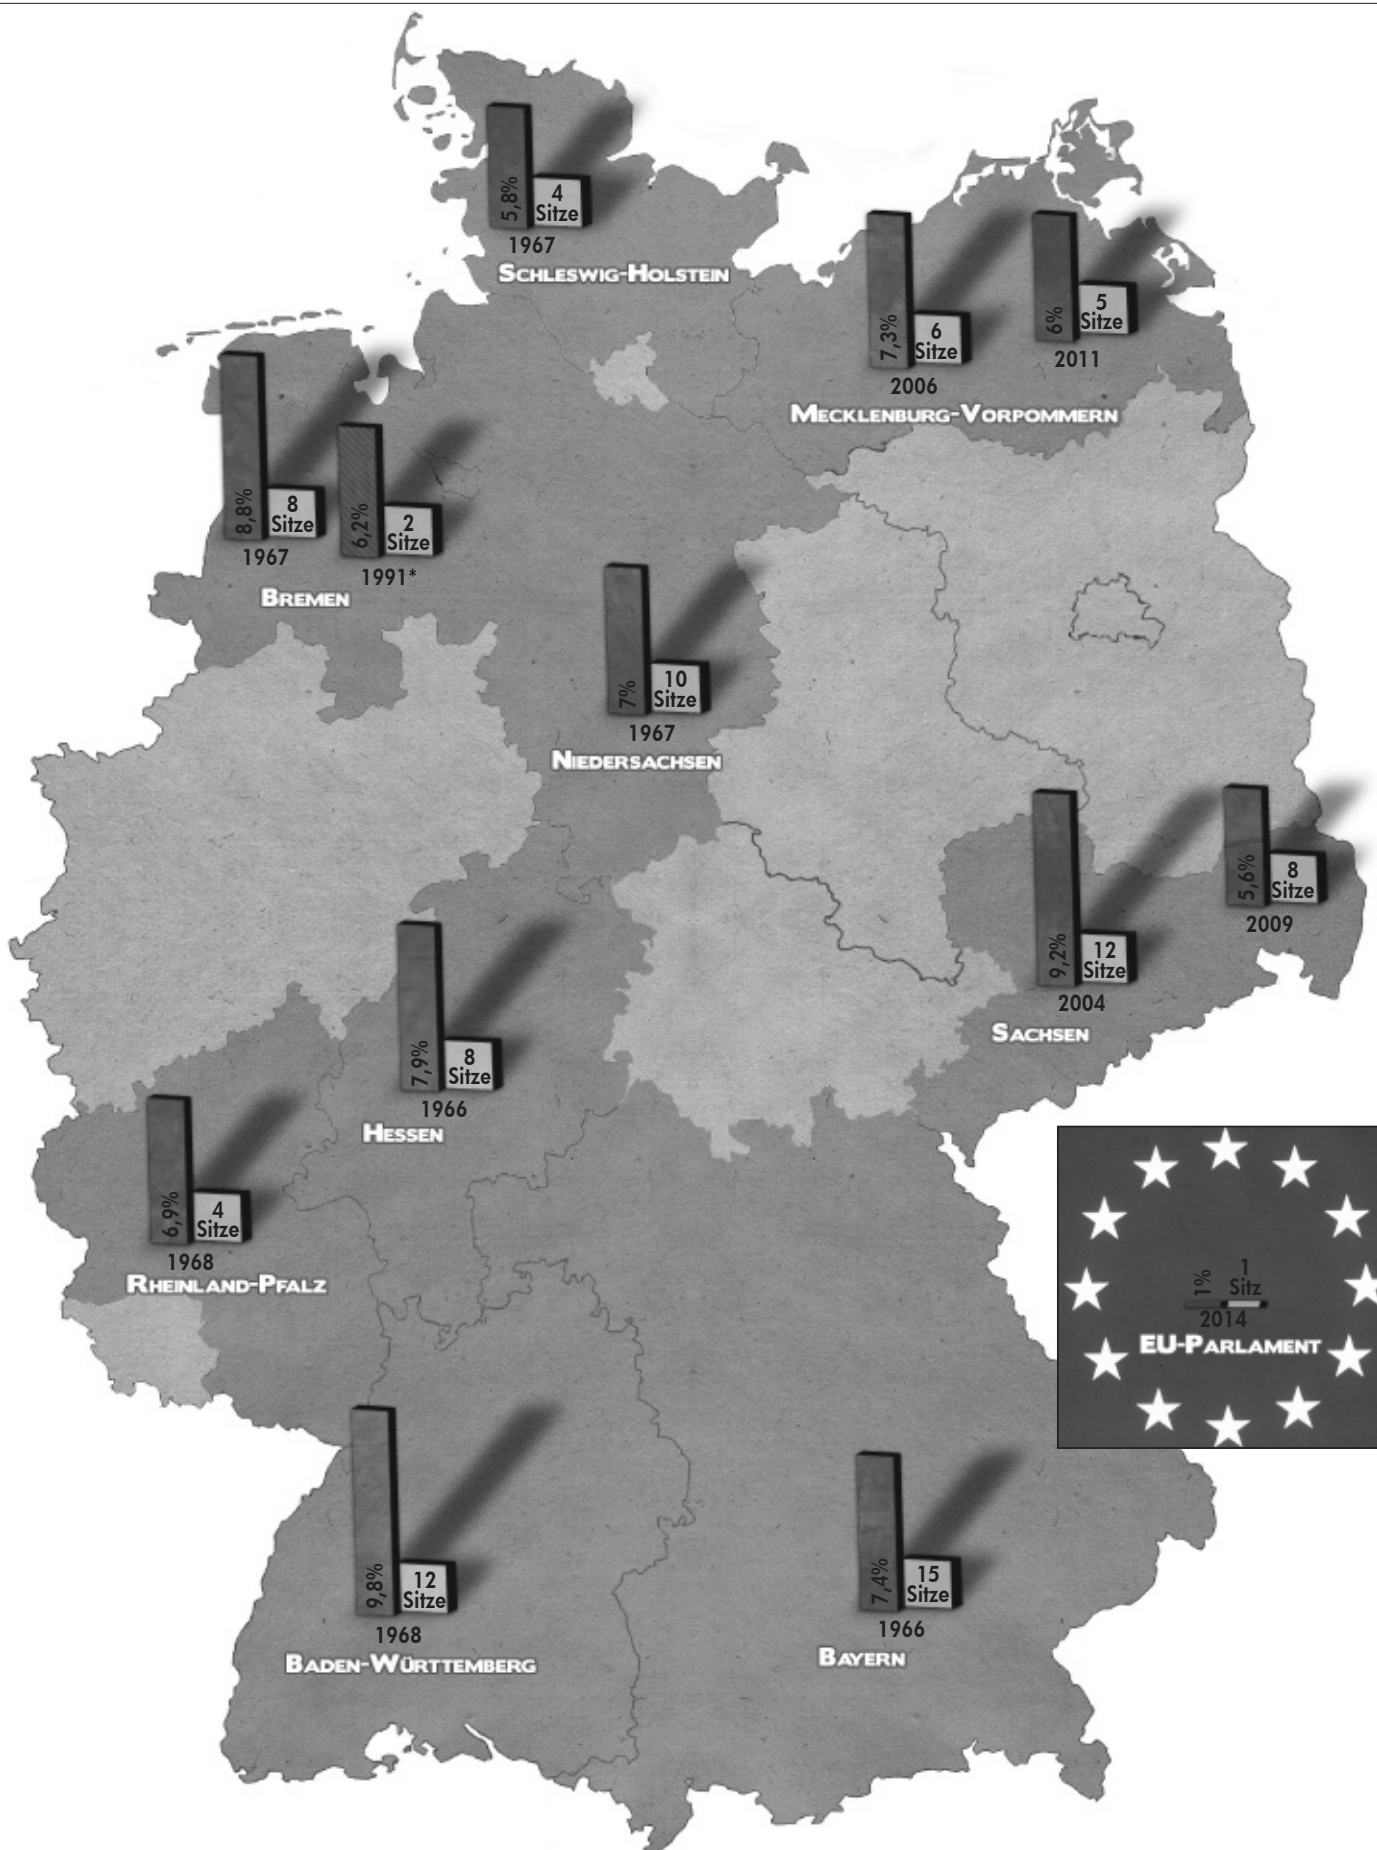 5,8%
4
Sitze
1967
SCHLESWIG-HOLSTEIN
7,3%
6
Sitze
2006
6%
5
Sitze
2011
MECKLENBURG-VORPOMMERN
8,8%
8
Sitze
1967
6,2%
2
Sitze
1991*
BREMEN
7%
10
Sitze
1967
NIEDERSACHSEN
9,2%
12
Sitze
2004
5,6%
8
Sitze
2009
SACHSEN
7,9%
8
Sitze
1966
HESSEN
6,9%
4
Sitze
1968
RHEINLAND-PFALZ
1%
1
Sitz
2014
EU-PARLAMENT
9,8%
12
Sitze
1968
BADEN-WÜRTTEMBERG
7,4%
15
Sitze
1966
BAYERN